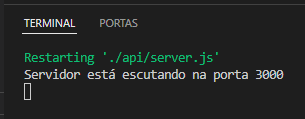 TERMINAL PORTAS
Restarting './api/server.js'
Servidor está escutando na porta 3000